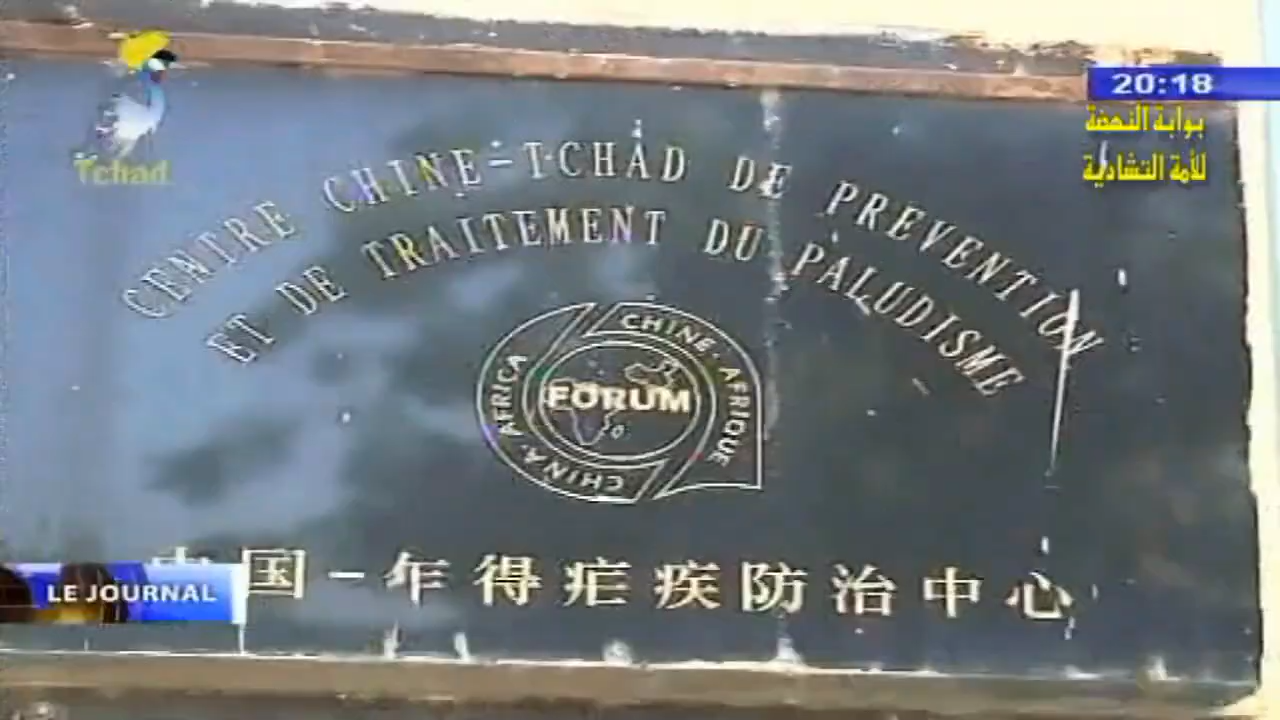 Tchad
20:18
بوابة النهضة
للأمة التشادية
CENTRE CHINE-TCHAD DE PREVENTION
ET DE TRAITEMENT DU PALUDISME
CHINE·AFRIQUE
FORUM
CHINA·AFRICA
中国-乍得疟疾防治中心
LE JOURNAL